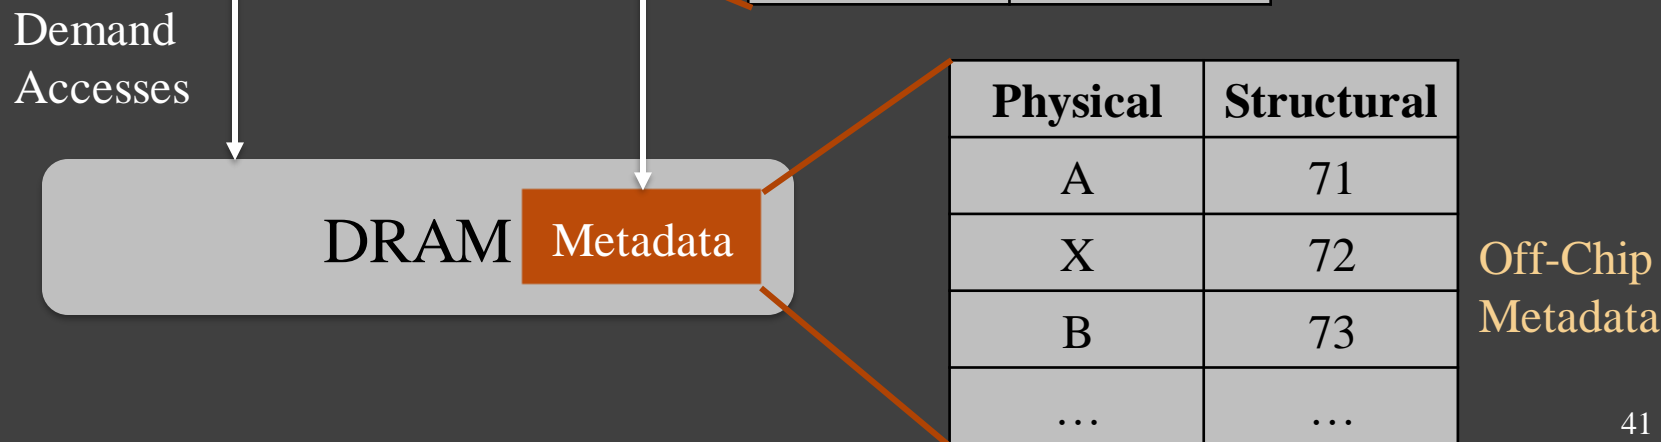 Demand
Accesses
DRAM
Metadata
Physical Structural
A 71
X 72
B 73
… …
Off-Chip
Metadata
41